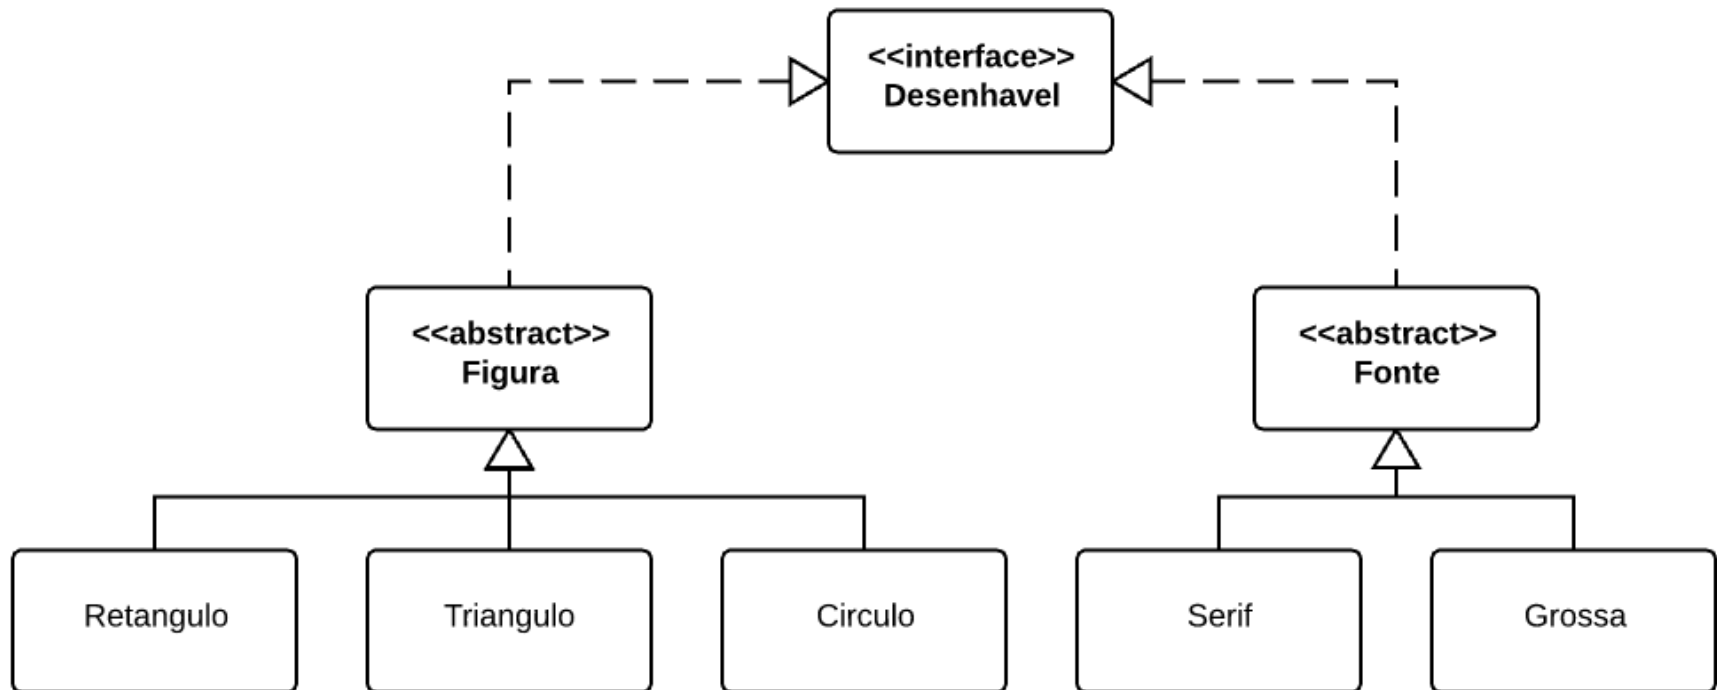 <<interface>>
Desenhavel
<<abstract>>
Figura
<<abstract>>
Fonte
Retangulo
Triangulo
Circulo
Serif
Grossa